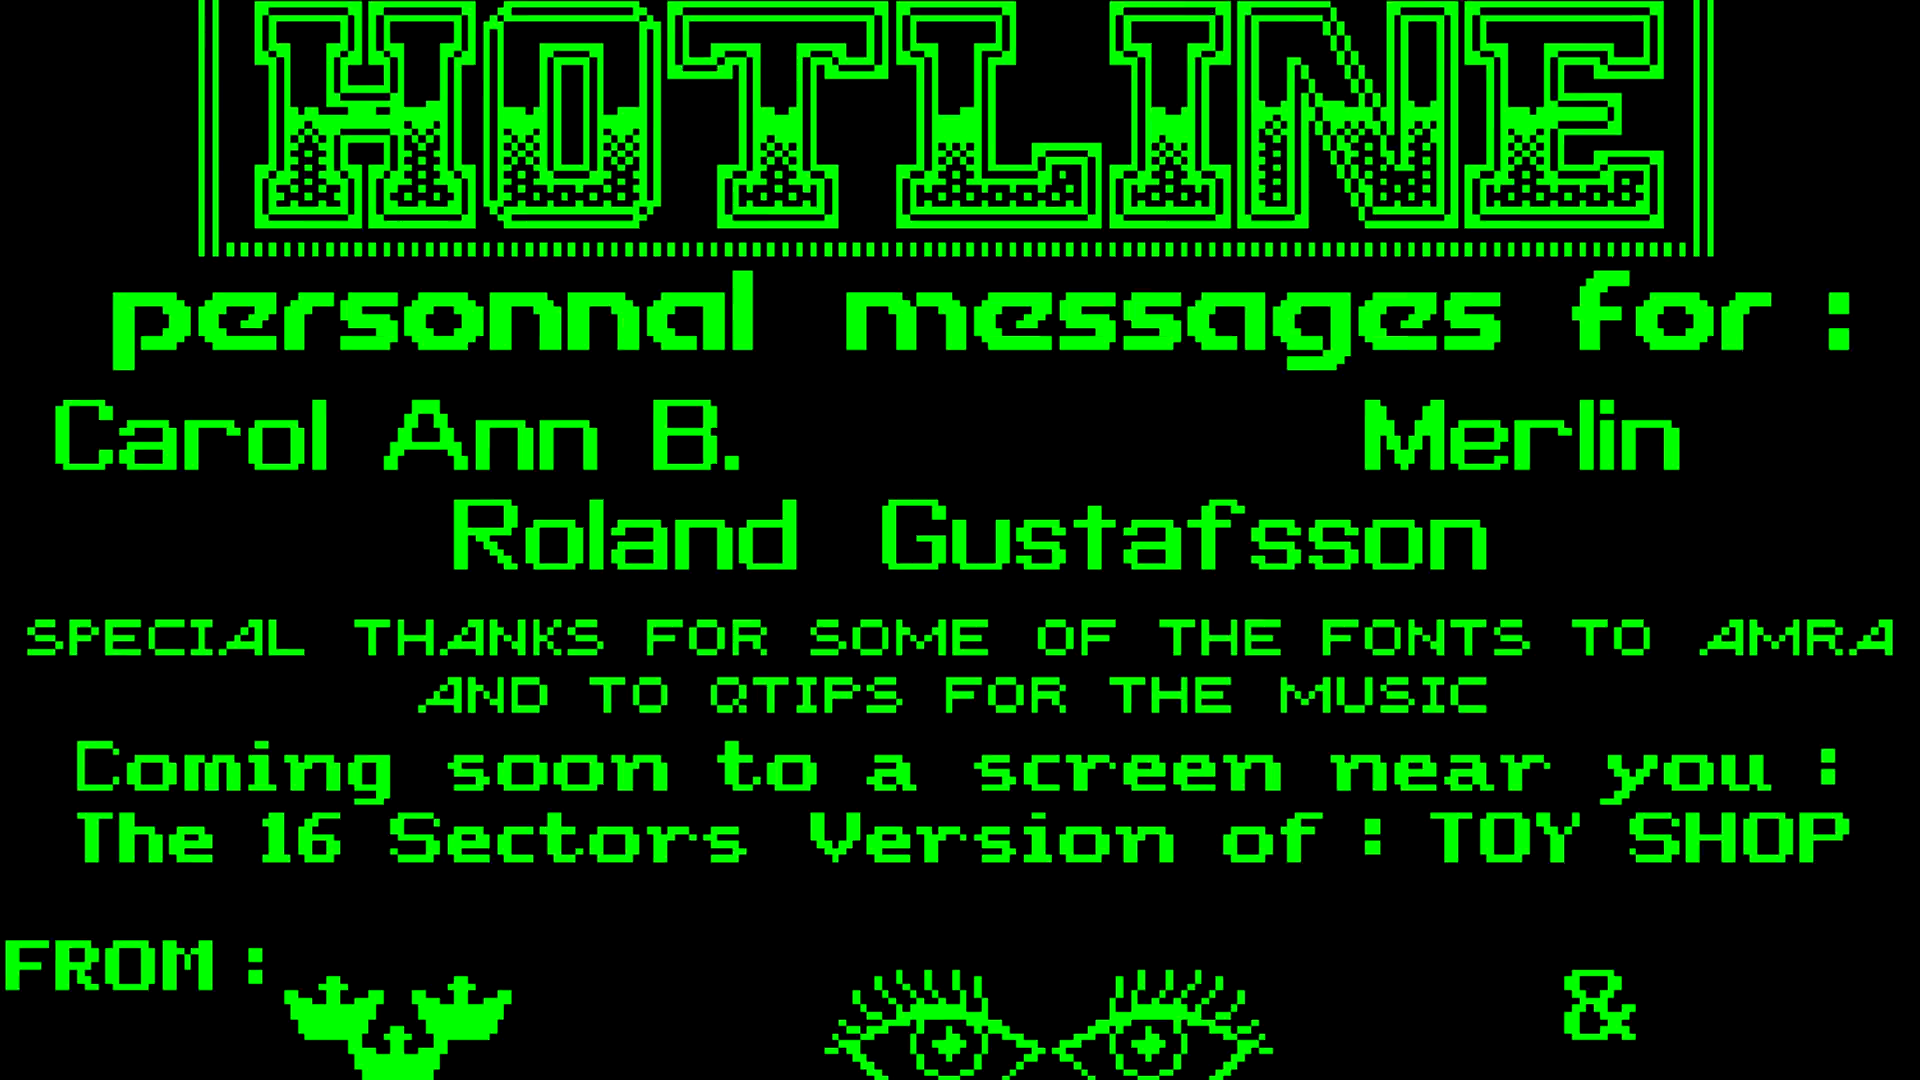 HOTLINE
personnal messages for :
Carol Ann B. Merlin
Roland Gustafsson
SPECIAL THANKS FOR SOME OF THE FONTS TO AMRA
AND TO QTIPS FOR THE MUSIC
Coming soon to a screen near you :
The 16 Sectors Version of : TOY SHOP
FROM :
&